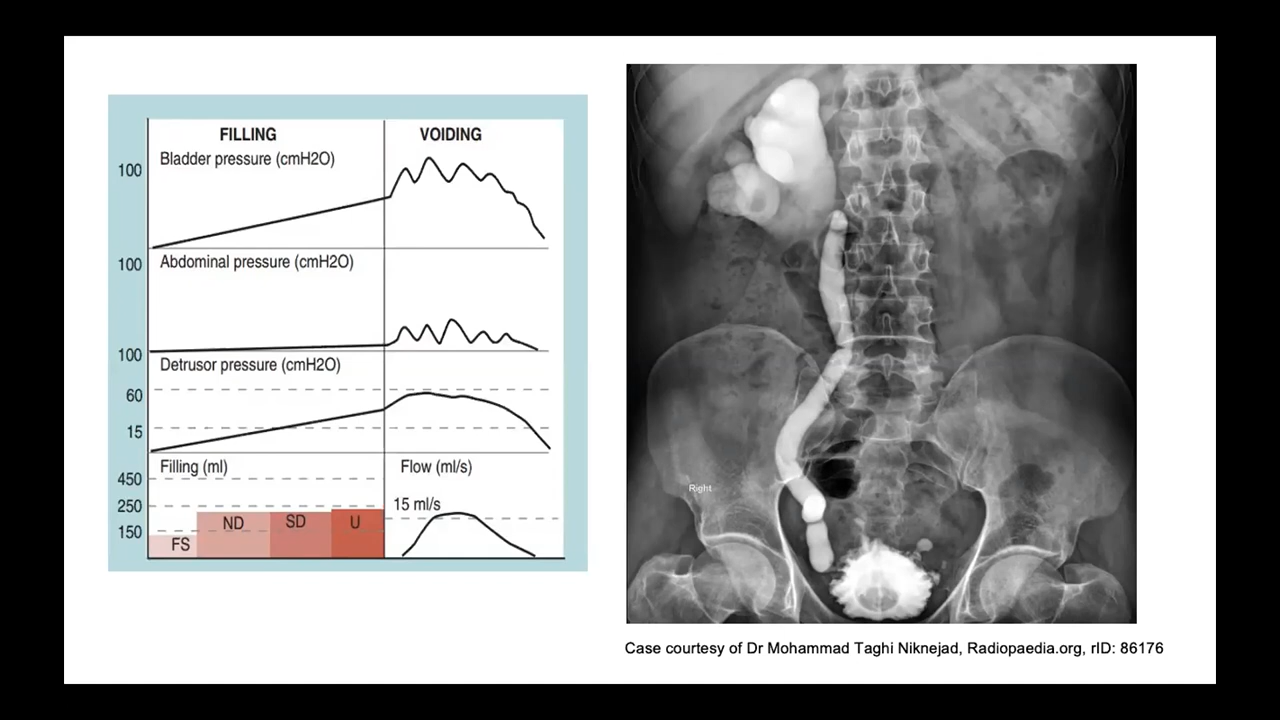 FILLING
VOIDING
Bladder pressure (cmH2O)
100
Abdominal pressure (cmH2O)
100
Detrusor pressure (cmH2O)
100
60
15
Filling (ml)
Flow (ml/s)
450
250
150
15 ml/s
FS
ND
SD
U
Right
Case courtesy of Dr Mohammad Taghi Niknejad, Radiopaedia.org, rID: 86176